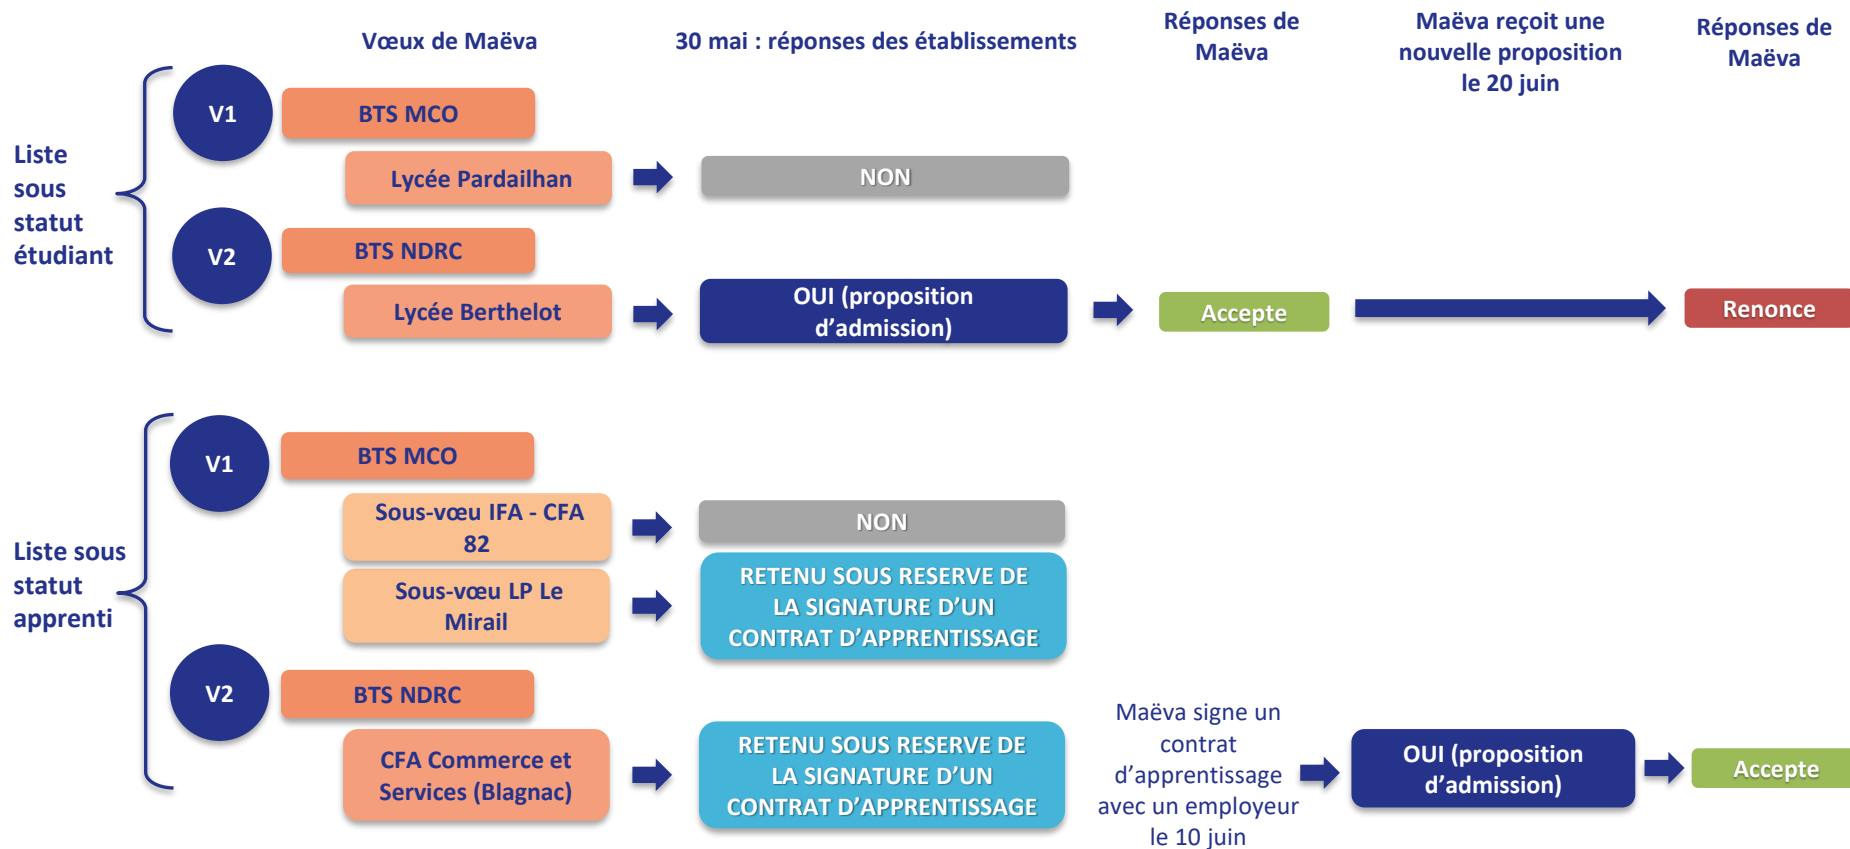 Vœux de Maëva
30 mai : réponses des établissements
Réponses de
Maëva
Maëva reçoit une
nouvelle proposition
le 20 juin
Réponses de
Maëva
Liste
sous
statut
étudiant
V1
BTS MCO
Lycée Pardailhan
NON
V2
BTS NDRC
Lycée Berthelot
OUI (proposition
d’admission)
Accepte
Renonce
Liste sous
statut
apprenti
V1
BTS MCO
Sous-vœu IFA - CFA
82
NON
Sous-vœu LP Le
Mirail
RETENU SOUS RESERVE DE
LA SIGNATURE D’UN
CONTRAT D’APPRENTISSAGE
V2
BTS NDRC
CFA Commerce et
Services (Blagnac)
RETENU SOUS RESERVE DE
LA SIGNATURE D’UN
CONTRAT D’APPRENTISSAGE
Maëva signe un
contrat
d’apprentissage
avec un employeur
le 10 juin
OUI (proposition
d’admission)
Accepte